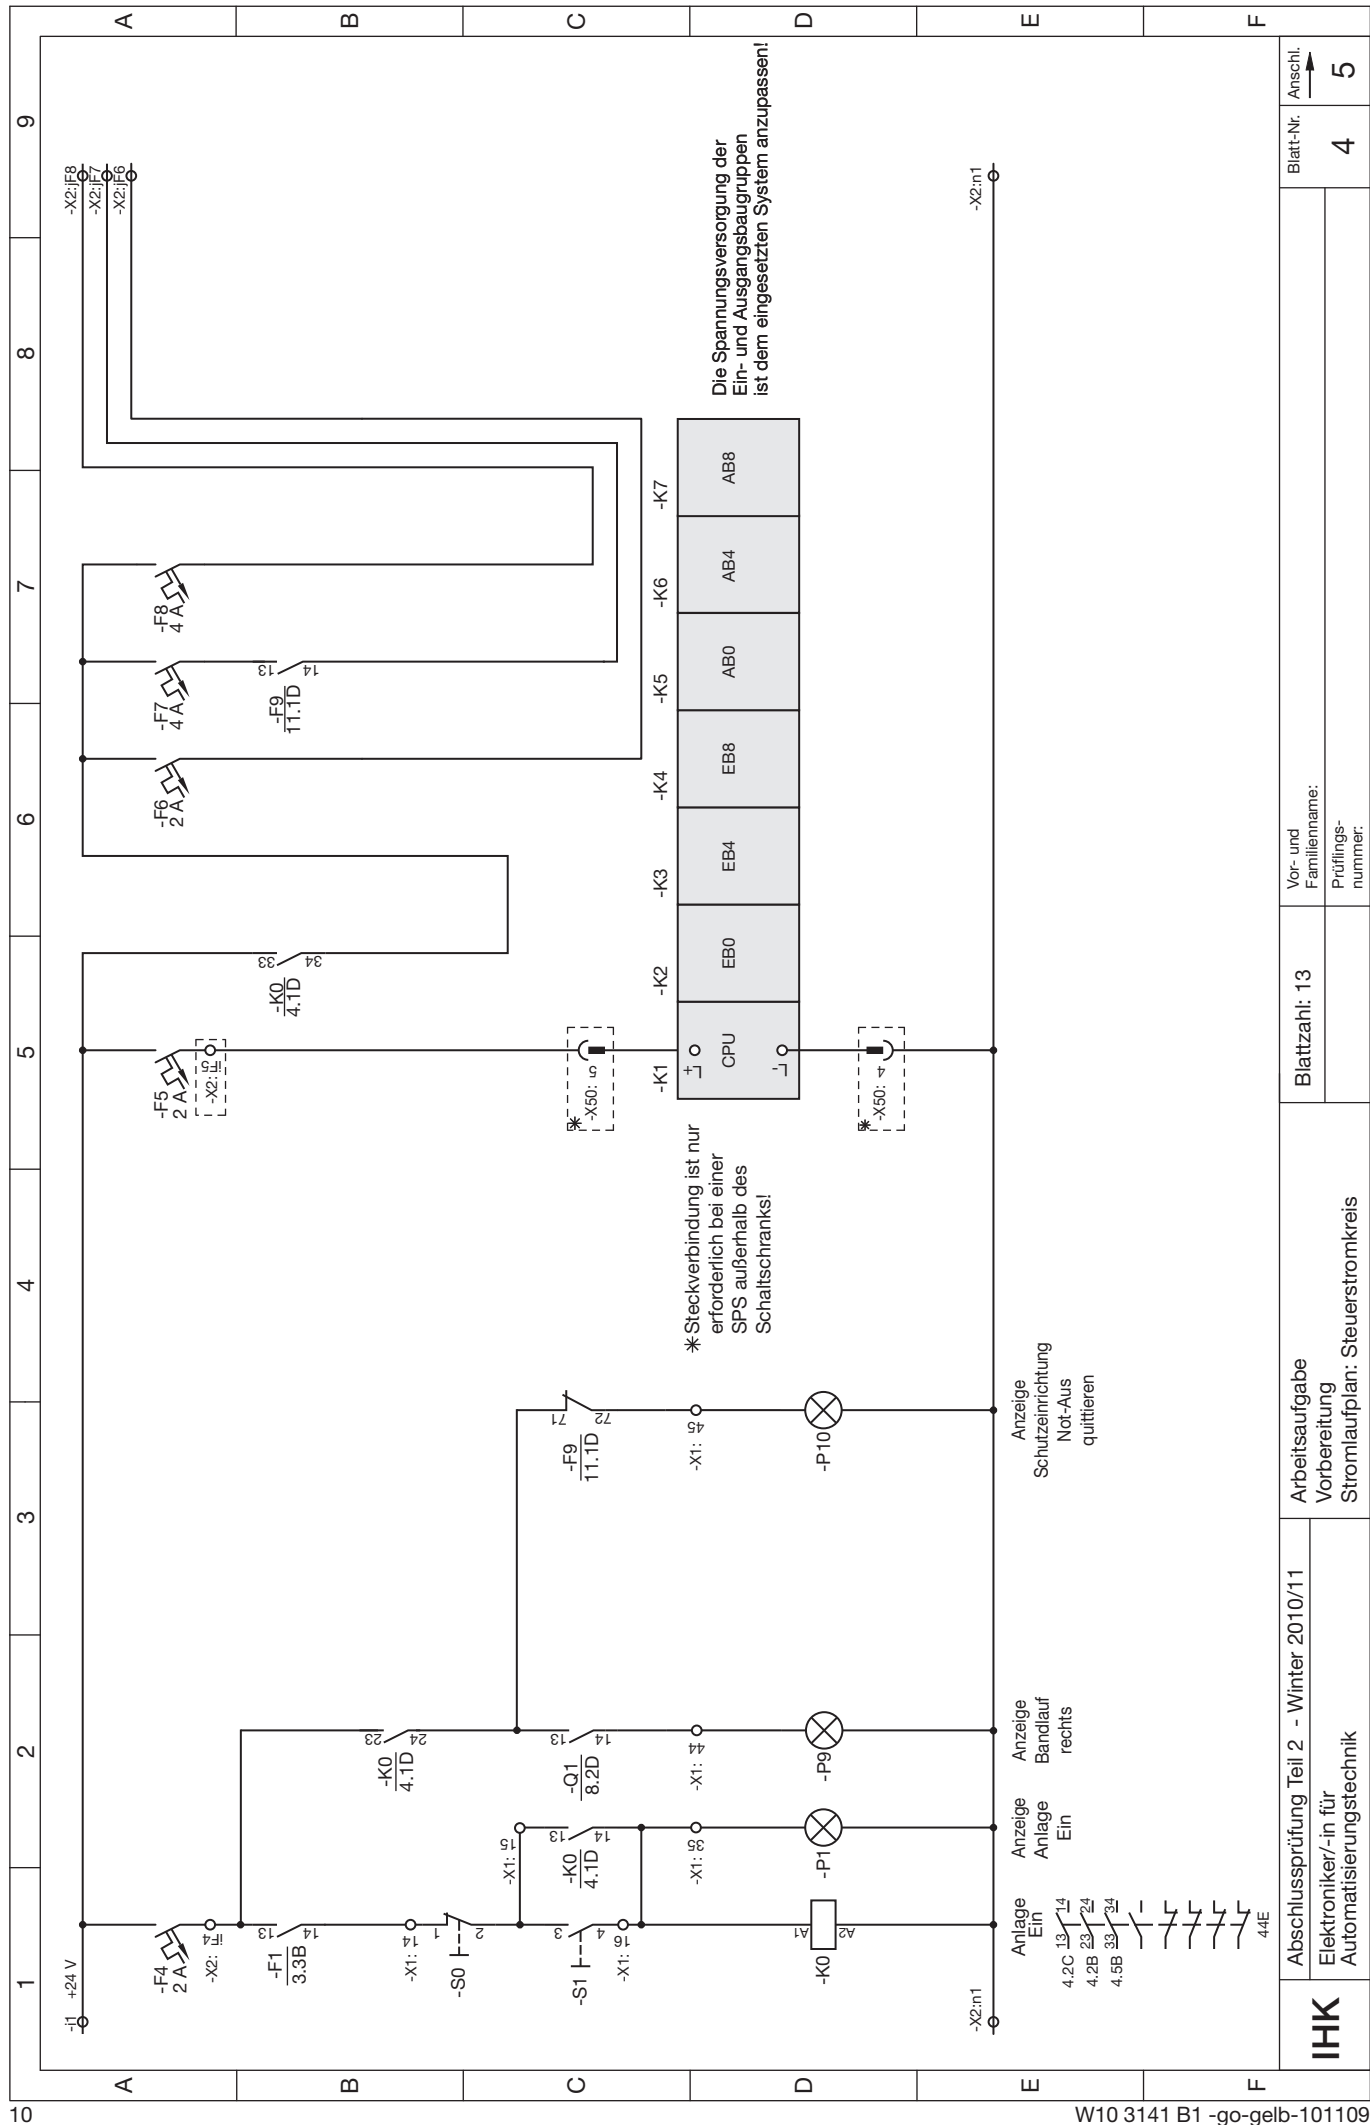 10
W10 3141 B1 -go-gelb-101109
1
2
3
4
5
6
7
8
9
A
B
C
D
E
F
A
B
C
D
E
F
-i1
+24 V
-F4
2 A
-X2:
iF4
13
-F1
3.3B
14
-X1:
14
1
-S0
2
3
-S1
4
-X1:
16
-X1:
15
13
-K0
4.1D
14
-X1:
35
A1
-K0
A2
-P1
23
-K0
4.1D
24
13
-Q1
8.2D
14
-X1:
44
-P9
71
-F9
11.1D
72
-X1:
45
-P10
-X2:n1
Anlage
Ein
Anzeige
Anlage
Ein
Anzeige
Bandlauf
rechts
Anzeige
Schutzeinrichtung
Not-Aus
quittieren
4.2C 13 14
4.2B 23 24
4.5B 33 34
44E
-F5
2 A
-X2:
iF5
33
-K0
4.1D
34
-F6
2 A
-F7
4 A
13
-F9
11.1D
14
-F8
4 A
-X2:jF8
-X2:jF7
-X2:jF6
-X50:
5
-K1
-K2
-K3
-K4
-K5
-K6
-K7
L+
CPU
L-
EB0
EB4
EB8
AB0
AB4
AB8
-X50:
4
-X2:n1
*Steckverbindung ist nur
erforderlich bei einer
SPS außerhalb des
Schaltschranks!
Die Spannungsversorgung der
Ein- und Ausgangsbaugruppen
ist dem eingesetzten System anzupassen!
IHK
Abschlussprüfung Teil 2 - Winter 2010/11
Elektroniker/-in für
Automatisierungstechnik
Arbeitsaufgabe
Vorbereitung
Stromlaufplan: Steuerstromkreis
Blattzahl: 13
Vor- und
Familienname:
Prüflings-
nummer:
Blatt-Nr.
4
Anschl.
5